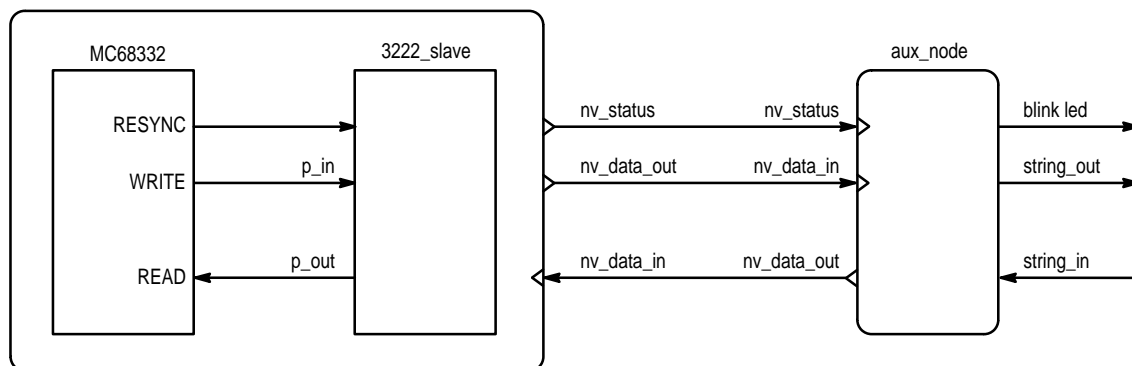 MC68332
3222_slave
aux_node
RESYNC
nv_status
nv_status
blink led
WRITE
p_in
nv_data_out
nv_data_in
string_out
READ
p_out
nv_data_in
nv_data_out
string_in